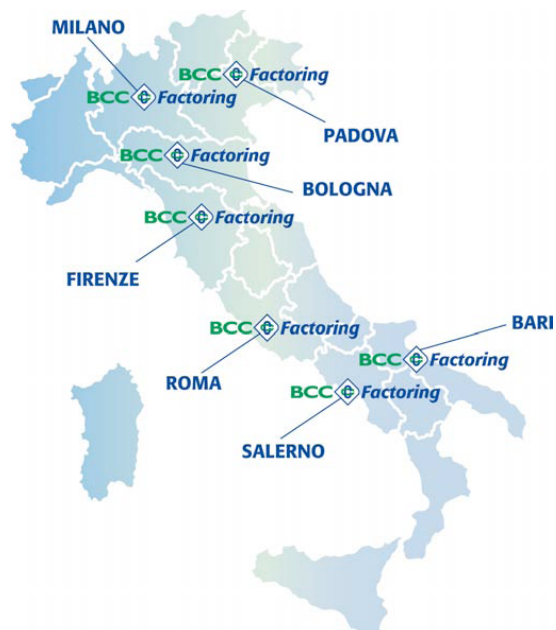 MILANO
BCC Factoring
BCC Factoring
PADOVA
BCC Factoring
BOLOGNA
BCC Factoring
FIRENZE
BCC Factoring
ROMA
BARI
BCC Factoring
BCC Factoring
SALERNO